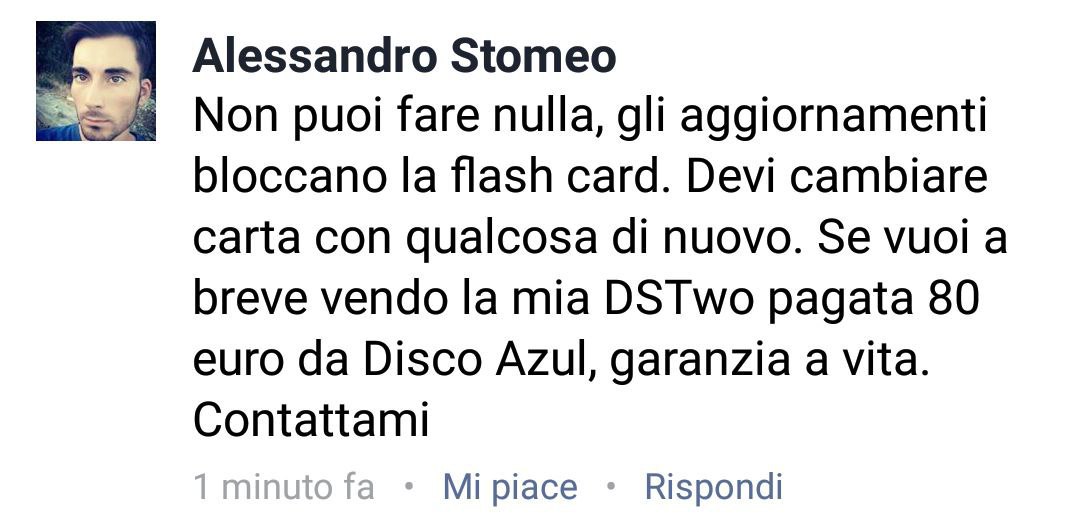 Alessandro Stomeo
Non puoi fare nulla, gli aggiornamenti
bloccano la flash card. Devi cambiare
carta con qualcosa di nuovo. Se vuoi a
breve vendo la mia DSTwo pagata 80
euro da Disco Azul, garanzia a vita.
Contattami
1 minuto fa • Mi piace • Rispondi